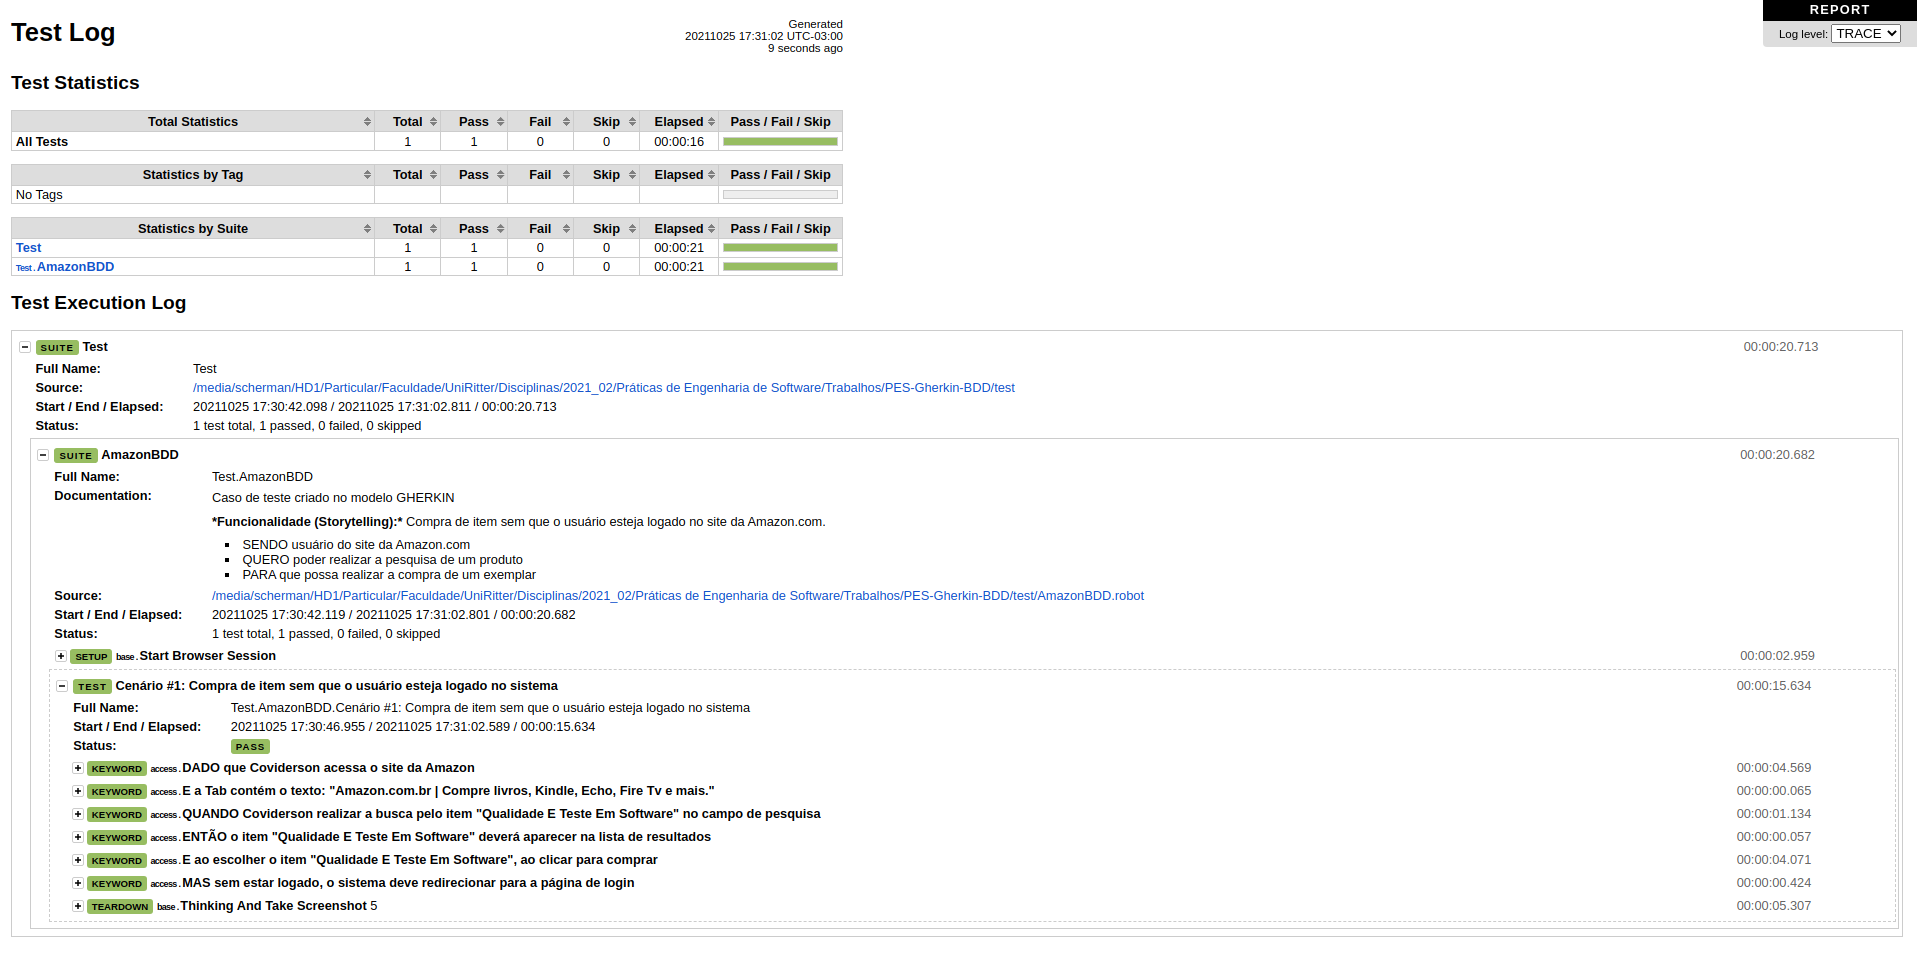 Test Log
Generated
20211025 17:31:02 UTC-03:00
9 seconds ago
REPORT
Log level: TRACE
Test Statistics
Total Statistics Total Pass Fail Skip Elapsed Pass / Fail / Skip
All Tests 1 1 0 0 00:00:16
Statistics by Tag Total Pass Fail Skip Elapsed Pass / Fail / Skip
No Tags
Statistics by Suite Total Pass Fail Skip Elapsed Pass / Fail / Skip
Test 1 1 0 0 00:00:21
Test.AmazonBDD 1 1 0 0 00:00:21
Test Execution Log
SUITE Test 00:00:20.713
Full Name: Test
Source: /media/scherman/HD1/Particular/Faculdade/UniRitter/Disciplinas/2021_02/Práticas de Engenharia de Software/Trabalhos/PES-Gherkin-BDD/test
Start / End / Elapsed: 20211025 17:30:42.098 / 20211025 17:31:02.811 / 00:00:20.713
Status: 1 test total, 1 passed, 0 failed, 0 skipped
SUITE AmazonBDD 00:00:20.682
Full Name: Test.AmazonBDD
Documentation: Caso de teste criado no modelo GHERKIN
*Funcionalidade (Storytelling):* Compra de item sem que o usuário esteja logado no site da Amazon.com.
SENDO usuário do site da Amazon.com
QUERO poder realizar a pesquisa de um produto
PARA que possa realizar a compra de um exemplar
Source: /media/scherman/HD1/Particular/Faculdade/UniRitter/Disciplinas/2021_02/Práticas de Engenharia de Software/Trabalhos/PES-Gherkin-BDD/test/AmazonBDD.robot
Start / End / Elapsed: 20211025 17:30:42.119 / 20211025 17:31:02.801 / 00:00:20.682
Status: 1 test total, 1 passed, 0 failed, 0 skipped
SETUP base.Start Browser Session 00:00:02.959
TEST Cenário #1: Compra de item sem que o usuário esteja logado no sistema 00:00:15.634
Full Name: Test.AmazonBDD.Cenário #1: Compra de item sem que o usuário esteja logado no sistema
Start / End / Elapsed: 20211025 17:30:46.955 / 20211025 17:31:02.589 / 00:00:15.634
Status: PASS
KEYWORD access.DADO que Coviderson acessa o site da Amazon 00:00:04.569
KEYWORD access.E a Tab contém o texto: "Amazon.com.br | Compre livros, Kindle, Echo, Fire Tv e mais." 00:00:00.065
KEYWORD access.QUANDO Coviderson realizar a busca pelo item "Qualidade E Teste Em Software" no campo de pesquisa 00:00:01.134
KEYWORD access.ENTÃO o item "Qualidade E Teste Em Software" deverá aparecer na lista de resultados 00:00:00.057
KEYWORD access.E ao escolher o item "Qualidade E Teste Em Software", ao clicar para comprar 00:00:04.071
KEYWORD access.MAS sem estar logado, o sistema deve redirecionar para a página de login 00:00:00.424
TEARDOWN base.Thinking And Take Screenshot 5 00:00:05.307